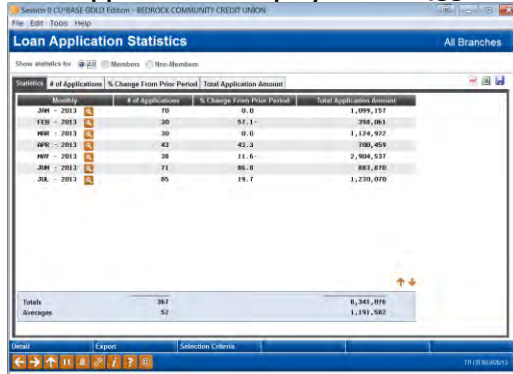 Session 0 CU*BASE GOLD Edition - BEDROCK COMMUNITY CREDIT UNION
File Edit Tools Help
Loan Application Statistics All Branches
Show statistics for All Members Non-Members
Statistics # of Applications % Change From Prior Period Total Application Amount
Monthly # of Applications % Change From Prior Period Total Application Amount
JAN - 2013 70 0.0 1,099,157
FEB - 2013 30 57.1- 398,061
MAR - 2013 30 0.0 1,124,922
APR - 2013 43 43.3 700,459
MAY - 2013 38 11.6- 2,904,537
JUN - 2013 71 86.8 883,870
JUL - 2013 85 19.7 1,230,070
Totals 367 8,341,076
Averages 52 1,191,582
Detail Export Selection Criteria